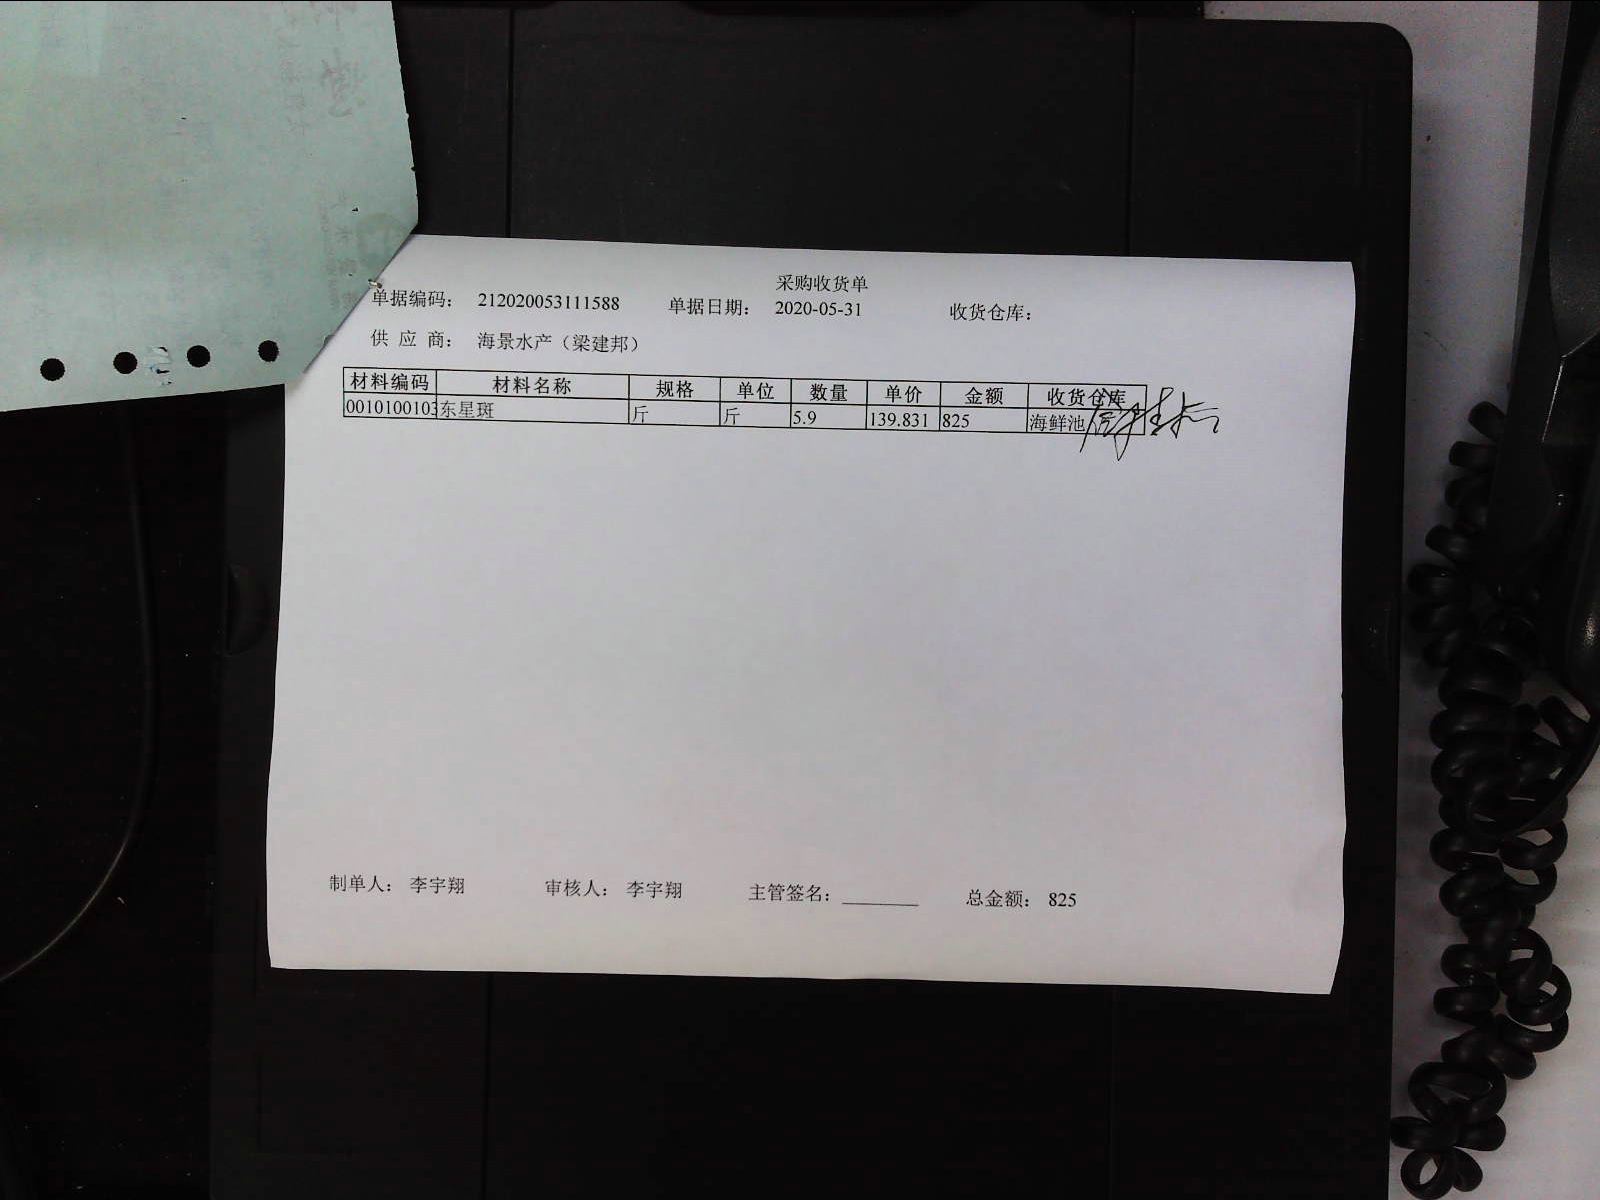 采购收货单
单据编码： 212020053111588 单据日期： 2020-05-31 收货仓库：
供 应 商： 海景水产（梁建邦）
材料编码 材料名称 规格 单位 数量 单价 金额 收货仓库
0010100103 东星斑 斤 斤 5.9 139.831 825 海鲜池
制单人： 李宇翔 审核人： 李宇翔 主管签名：________ 总金额： 825